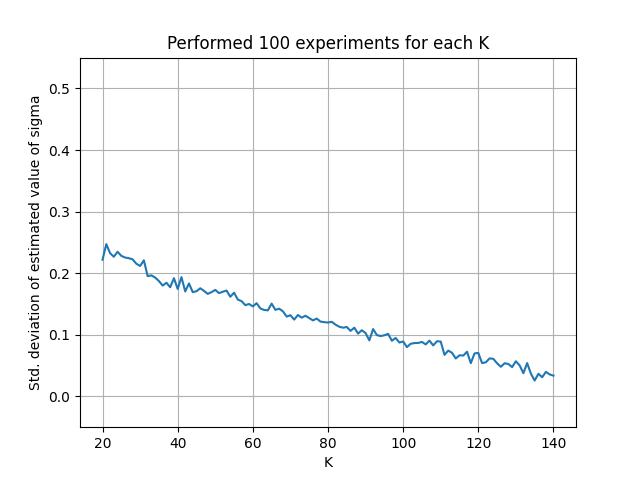 Performed 100 experiments for each K
Std. deviation of estimated value of sigma
0.5
0.4
0.3
0.2
0.1
0.0
20 40 60 80 100 120 140
K